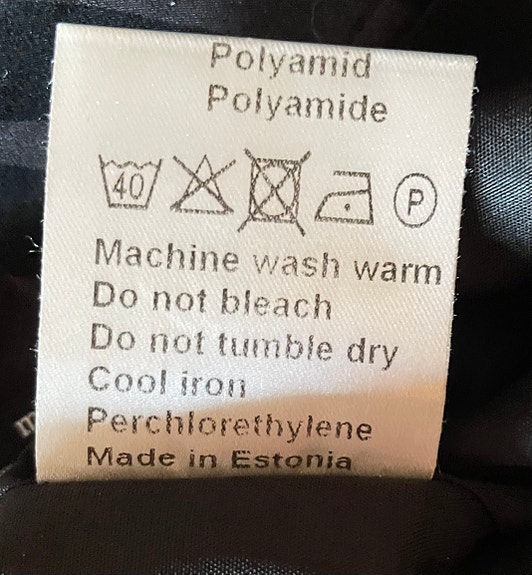 Polyamid
Polyamide
40 P
Machine wash warm
Do not bleach
Do not tumble dry
Cool iron
Perchlorethylene
Made in Estonia